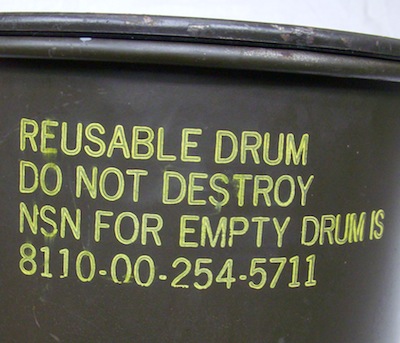 REUSABLE DRUM
DO NOT DESTROY
NSN FOR EMPTY DRUM IS
8110-00-254-5711